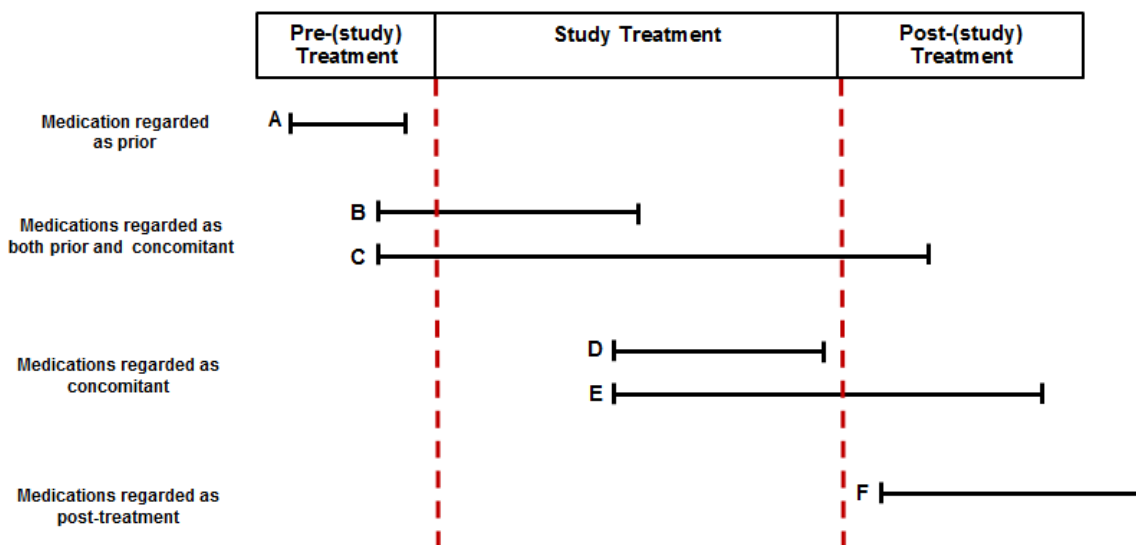 Pre-(study)
Treatment
Study Treatment
Post-(study)
Treatment
Medication regarded
as prior
A
Medications regarded as
both prior and concomitant
B
C
Medications regarded as
concomitant
D
E
Medications regarded as
post-treatment
F